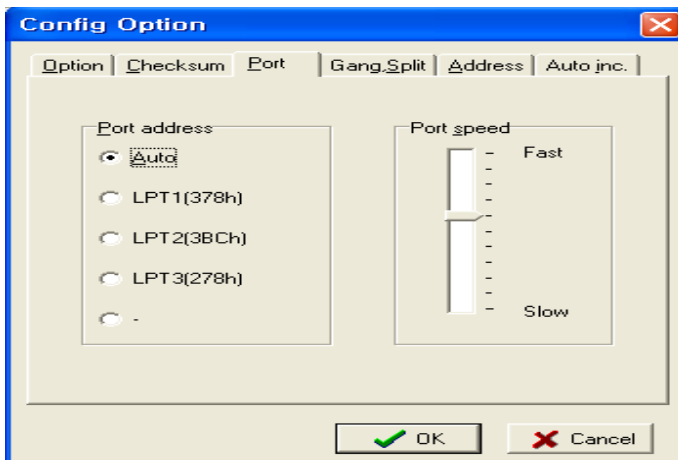 Config Option
Option Checksum Port Gang,Split Address Auto inc.
Port address
Auto
LPT1(378h)
LPT2(3BCh)
LPT3(278h)
-
Port speed
Fast
Slow
OK Cancel